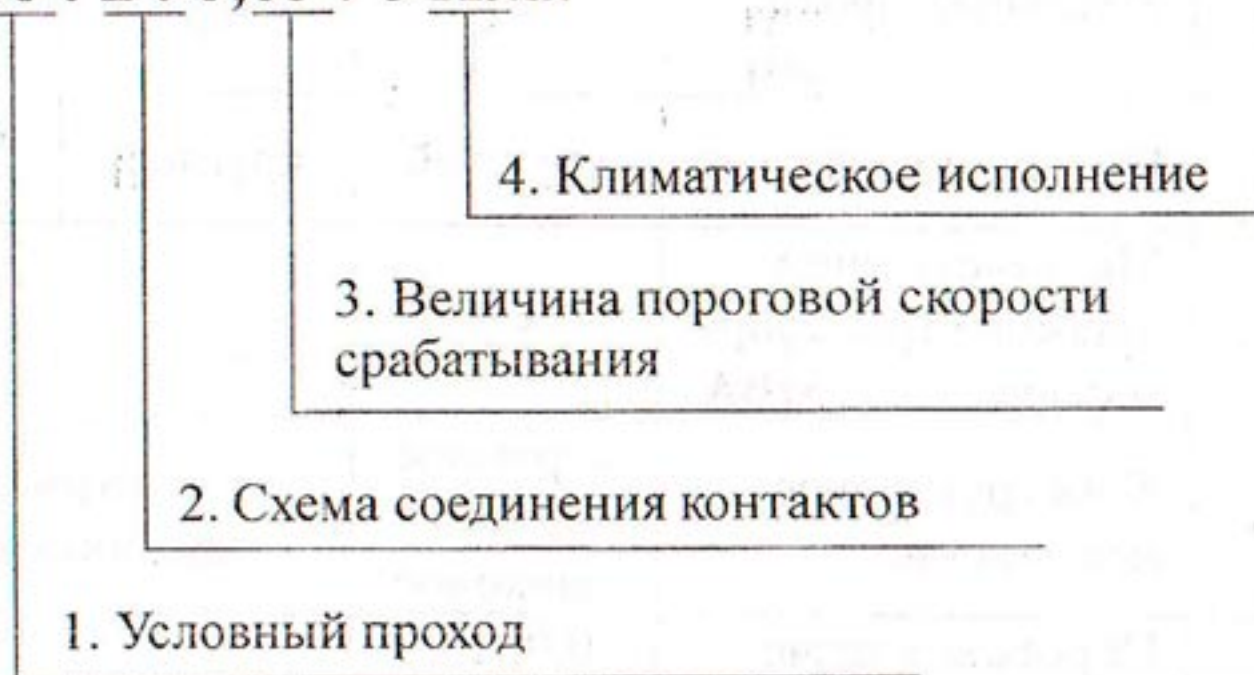 4. Климатическое исполнение
3. Величина пороговой скорости
срабатывания
2. Схема соединения контактов
1. Условный проход